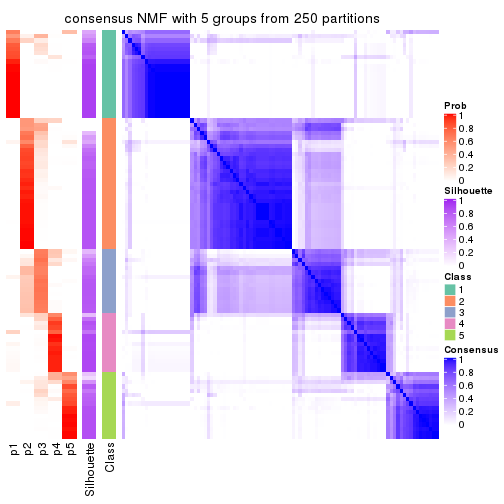 consensus NMF with 5 groups from 250 partitions
p1
p2
p3
p4
p5
Silhouette
Class
Prob
1
0.8
0.6
0.4
0.2
0
Silhouette
1
0.8
0.6
0.4
0.2
0
Class
1
2
3
4
5
Consensus
1
0.8
0.6
0.4
0.2
0